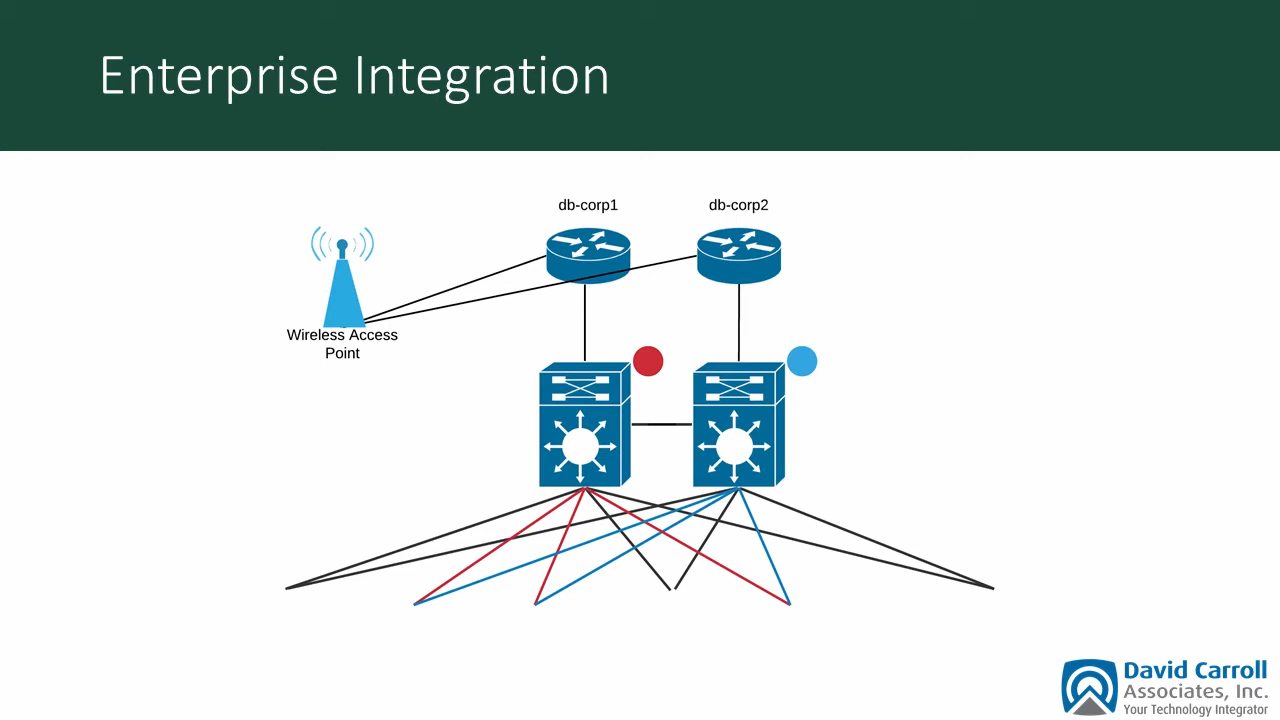 Enterprise Integration
db-corp1
db-corp2
Wireless Access
Point
David Carroll
Associates, Inc.
Your Technology Integrator